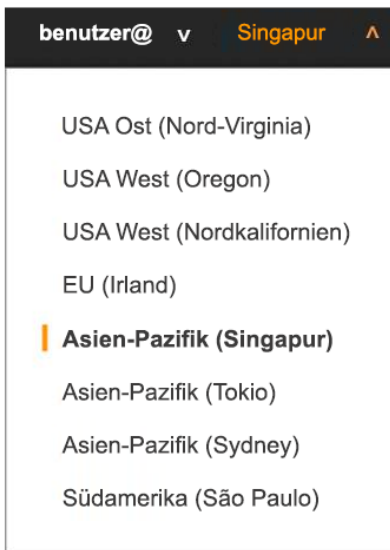 benutzer@ v Singapur ^
USA Ost (Nord-Virginia)
USA West (Oregon)
USA West (Nordkalifornien)
EU (Irland)
Asien-Pazifik (Singapur)
Asien-Pazifik (Tokio)
Asien-Pazifik (Sydney)
Südamerika (São Paulo)